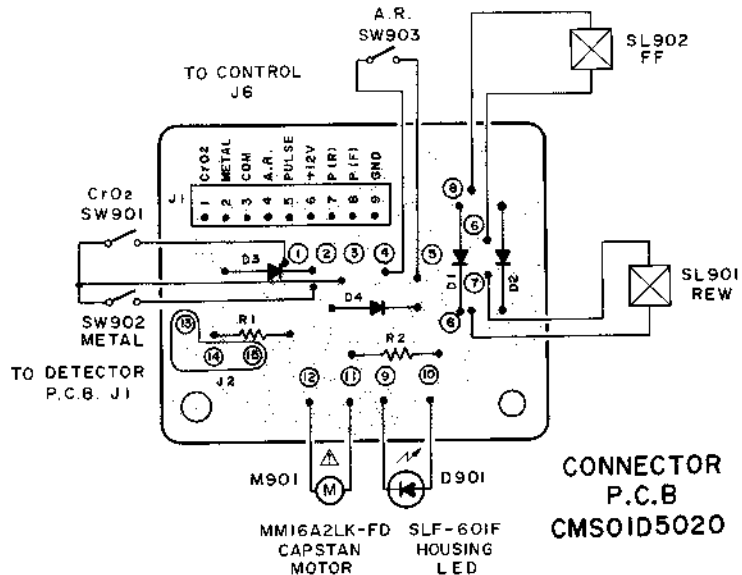 A.R.
SW903
SL902
FF
TO CONTROL
J6
CrO2
METAL
COM
A.R.
PULSE
+12V
P(R)
P(F)
GND
J1
1 2 3 4 5 6 7 8 9
CrO2
SW901
8
6
1 2 3 4 5
D3
D1
D2
7
SL901
REW
D4
6
SW902
METAL
13
R1
14 15
J2
R2
TO DETECTOR
P.C.B. J1
12 11 9 10
M901
M
D901
MM16A2LK-FD
CAPSTAN
MOTOR
SLF-601F
HOUSING
LED
CONNECTOR
P.C.B
CMS01D5020